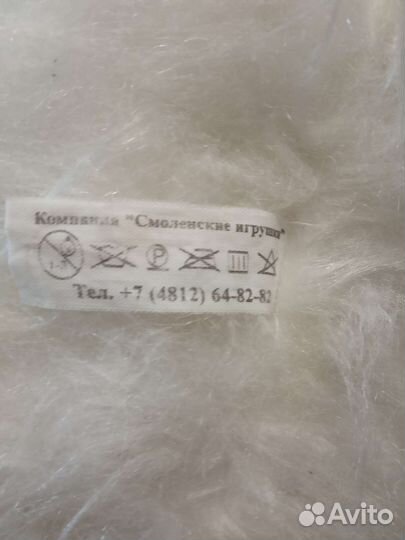 Компания "Смоленские игрушки"
Р
Тел. +7 (4812) 64-82-82
Avito